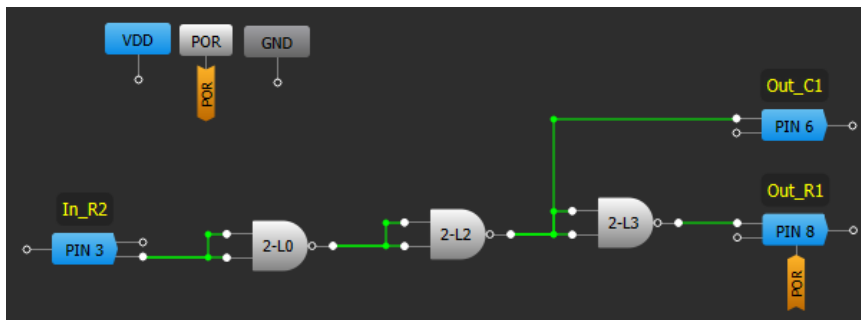 VDD
POR
GND
POR
Out_C1
PIN 6
In_R2
PIN 3
2-L0
2-L2
2-L3
Out_R1
PIN 8
POR